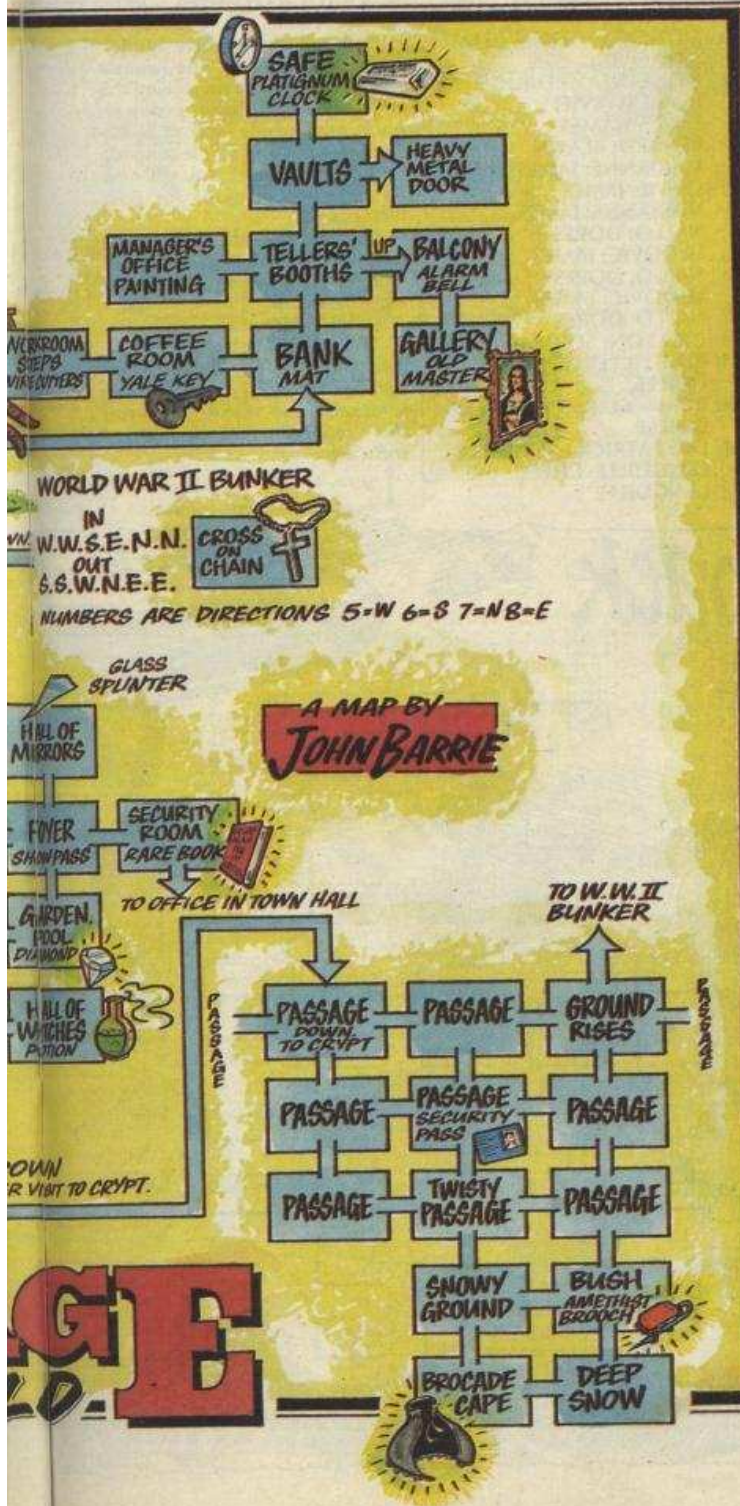 SAFE
PLATIGNUM
CLOCK
VAULTS
HEAVY
METAL
DOOR
MANAGER'S
OFFICE
PAINTING
TELLERS'
BOOTHS
UP
BALCONY
ALARM
BELL
STEPS
COFFEE
ROOM
YALE KEY
BANK
MAT
GALLERY
OLD
MASTER
WORLD WAR II BUNKER
IN
W.W.S.E.N.N.
OUT
S.S.W.N.E.E.
CROSS
ON
CHAIN
NUMBERS ARE DIRECTIONS 5=W 6=S 7=N 8=E
GLASS
SPLINTER
HALL OF
MIRRORS
A MAP BY
JOHN BARRIE
FOYER
SHOW PASS
SECURITY
ROOM
RARE BOOK
TO OFFICE IN TOWN HALL
GARDEN.
POOL
DIAMOND
HALL OF
WITCHES
POTION
TO W.W.II
BUNKER
PASSAGE
PASSAGE
DOWN
TO CRYPT
PASSAGE
GROUND
RISES
PASSAGE
PASSAGE
PASSAGE
SECURITY
PASS
PASSAGE
PASSAGE
TWISTY
PASSAGE
PASSAGE
VISIT TO CRYPT.
SNOWY
GROUND
BUSH
AMETHIST
BROOCH
BROCADE
CAPE
DEEP
SNOW